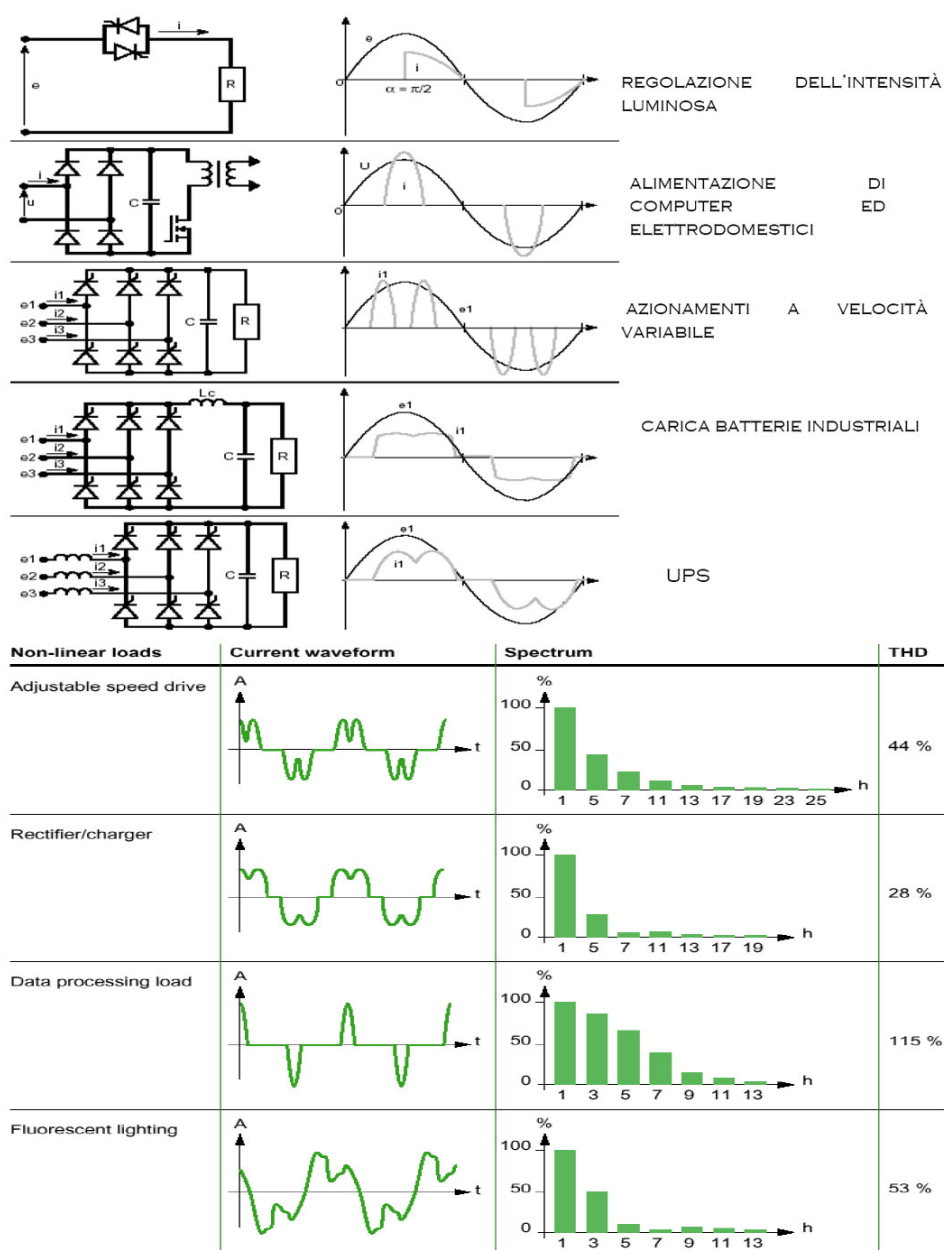 i
e
R
e
i
o
α = π/2
REGOLAZIONE DELL'INTENSITÀ
LUMINOSA
i
u
C
U
i
o
ALIMENTAZIONE DI
COMPUTER ED
ELETTRODOMESTICI
i1
e1
i2
e2
i3
e3
C
R
i1
e1
AZIONAMENTI A VELOCITÀ
VARIABILE
Lc
i1
e1
i2
e2
i3
e3
C
R
e1
i1
CARICA BATTERIE INDUSTRIALI
i1
e1
i2
e2
i3
e3
C
R
e1
i1
UPS
Non-linear loads Current waveform Spectrum THD
Adjustable speed drive
A
t
%
100
50
0
h
1 5 7 11 13 17 19 23 25
44 %
Rectifier/charger
A
t
%
100
50
0
h
1 5 7 11 13 17 19
28 %
Data processing load
A
t
%
100
50
0
h
1 3 5 7 9 11 13
115 %
Fluorescent lighting
A
t
%
100
50
0
h
1 3 5 7 9 11 13
53 %